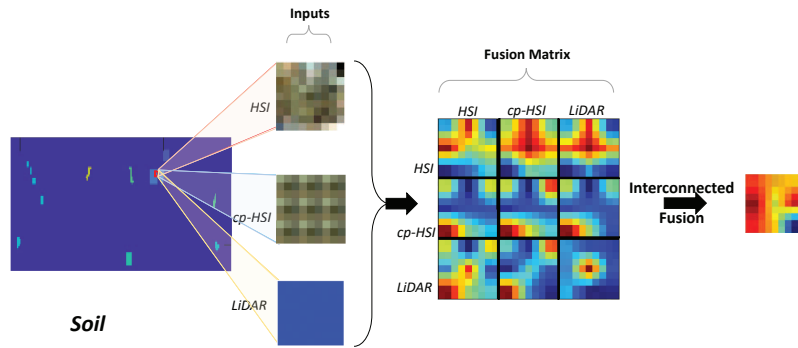 Inputs
Fusion Matrix
HSI
cp-HSI
LiDAR
HSI
cp-HSI
LiDAR
HSI
cp-HSI
LiDAR
Interconnected
Fusion
Soil